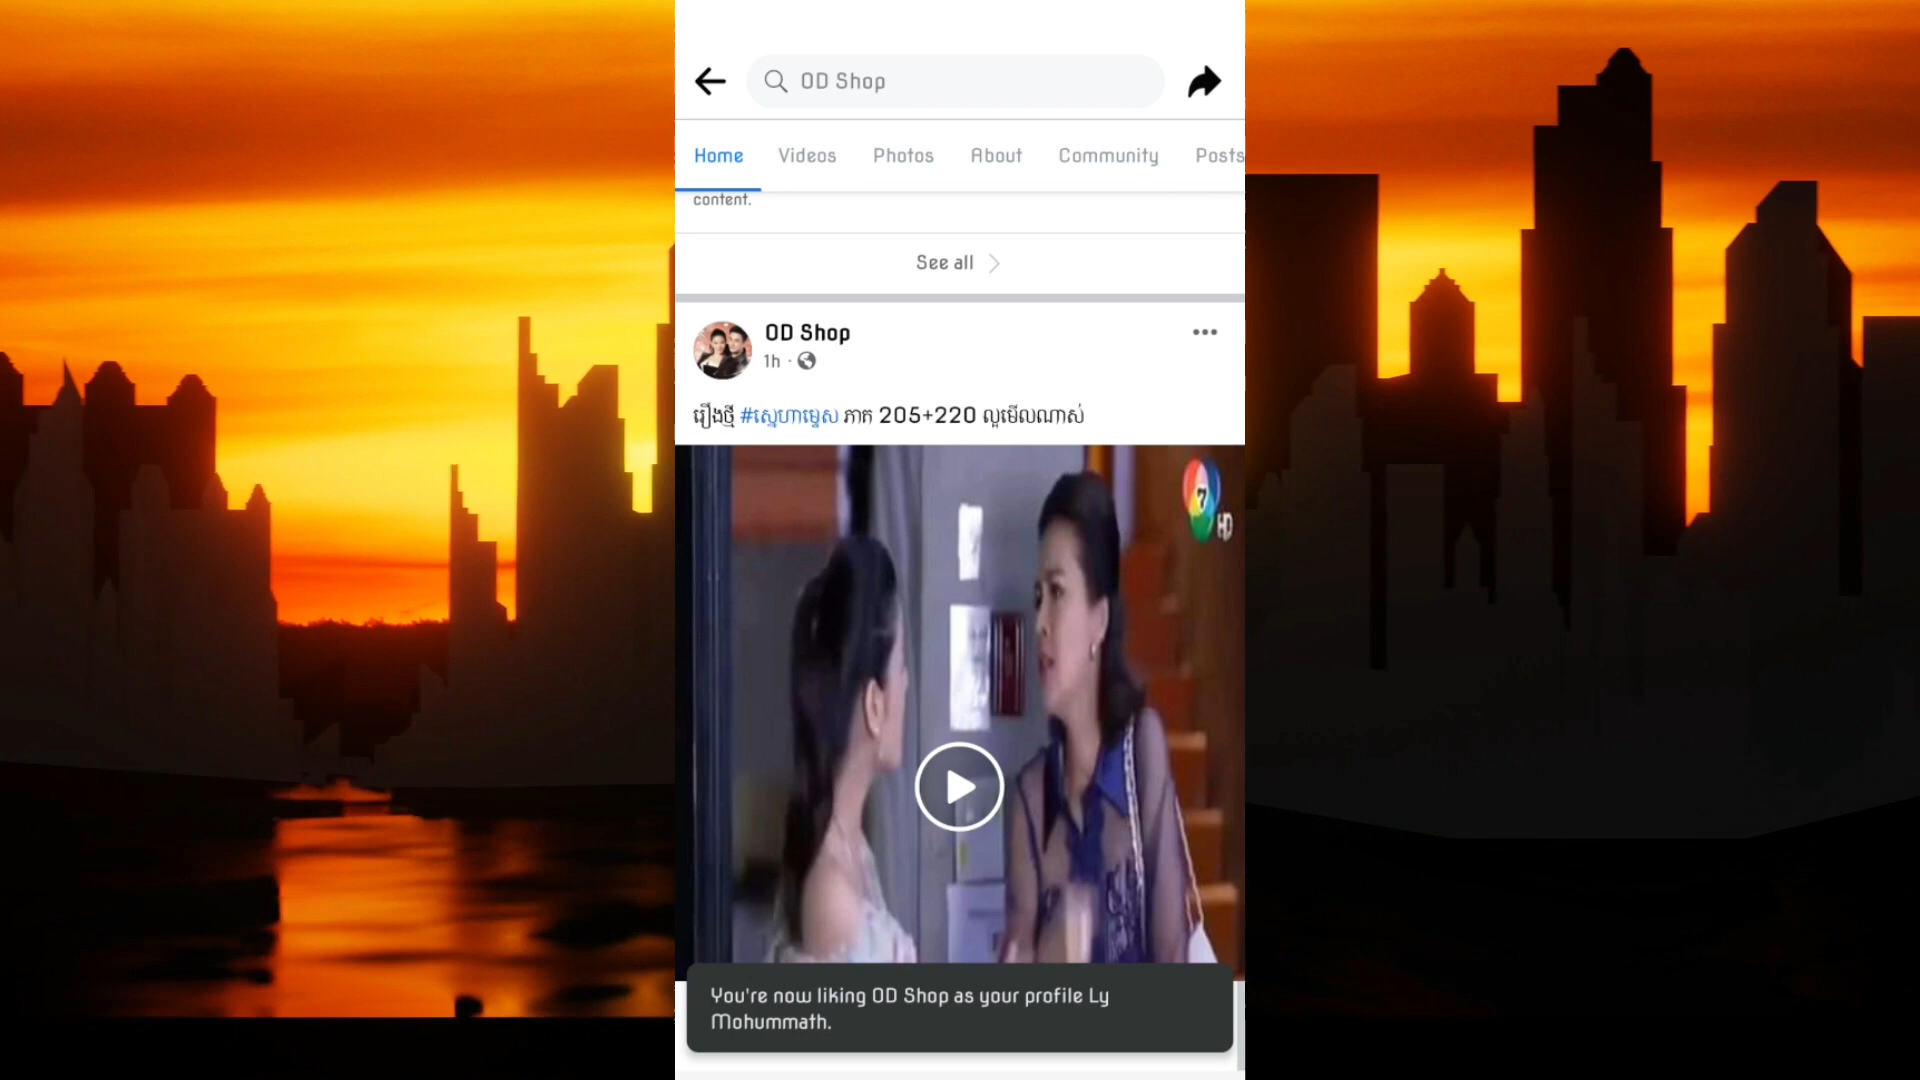 OD Shop
Home Videos Photos About Community Posts
content.
See all
OD Shop
1h ·
រឿងថ្មី #ស្នេហាម្ទេស ភាគ 205+220 ល្អមើលណាស់
7
HD
You're now liking OD Shop as your profile Ly
Mohummath.